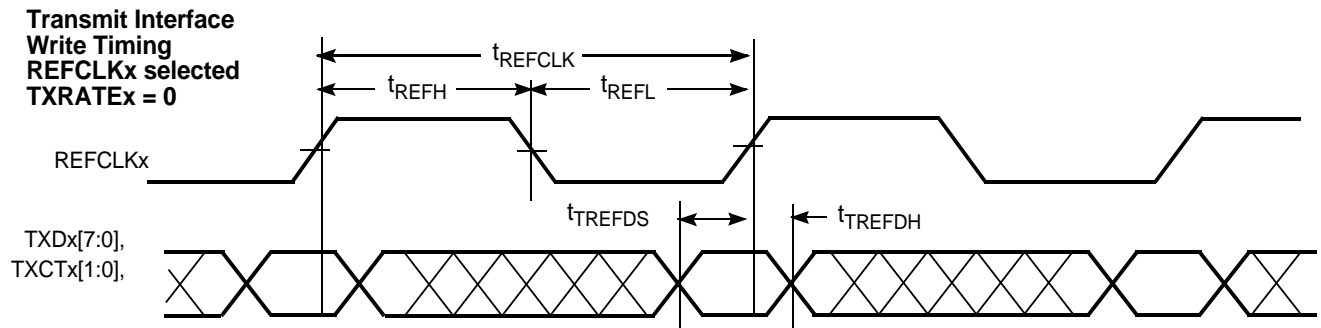 Transmit Interface
Write Timing
REFCLKx selected
TXRATEx = 0
tREFCLK
tREFH
tREFL
REFCLKx
tTREFDS
tTREFDH
TXDx[7:0],
TXCTx[1:0],